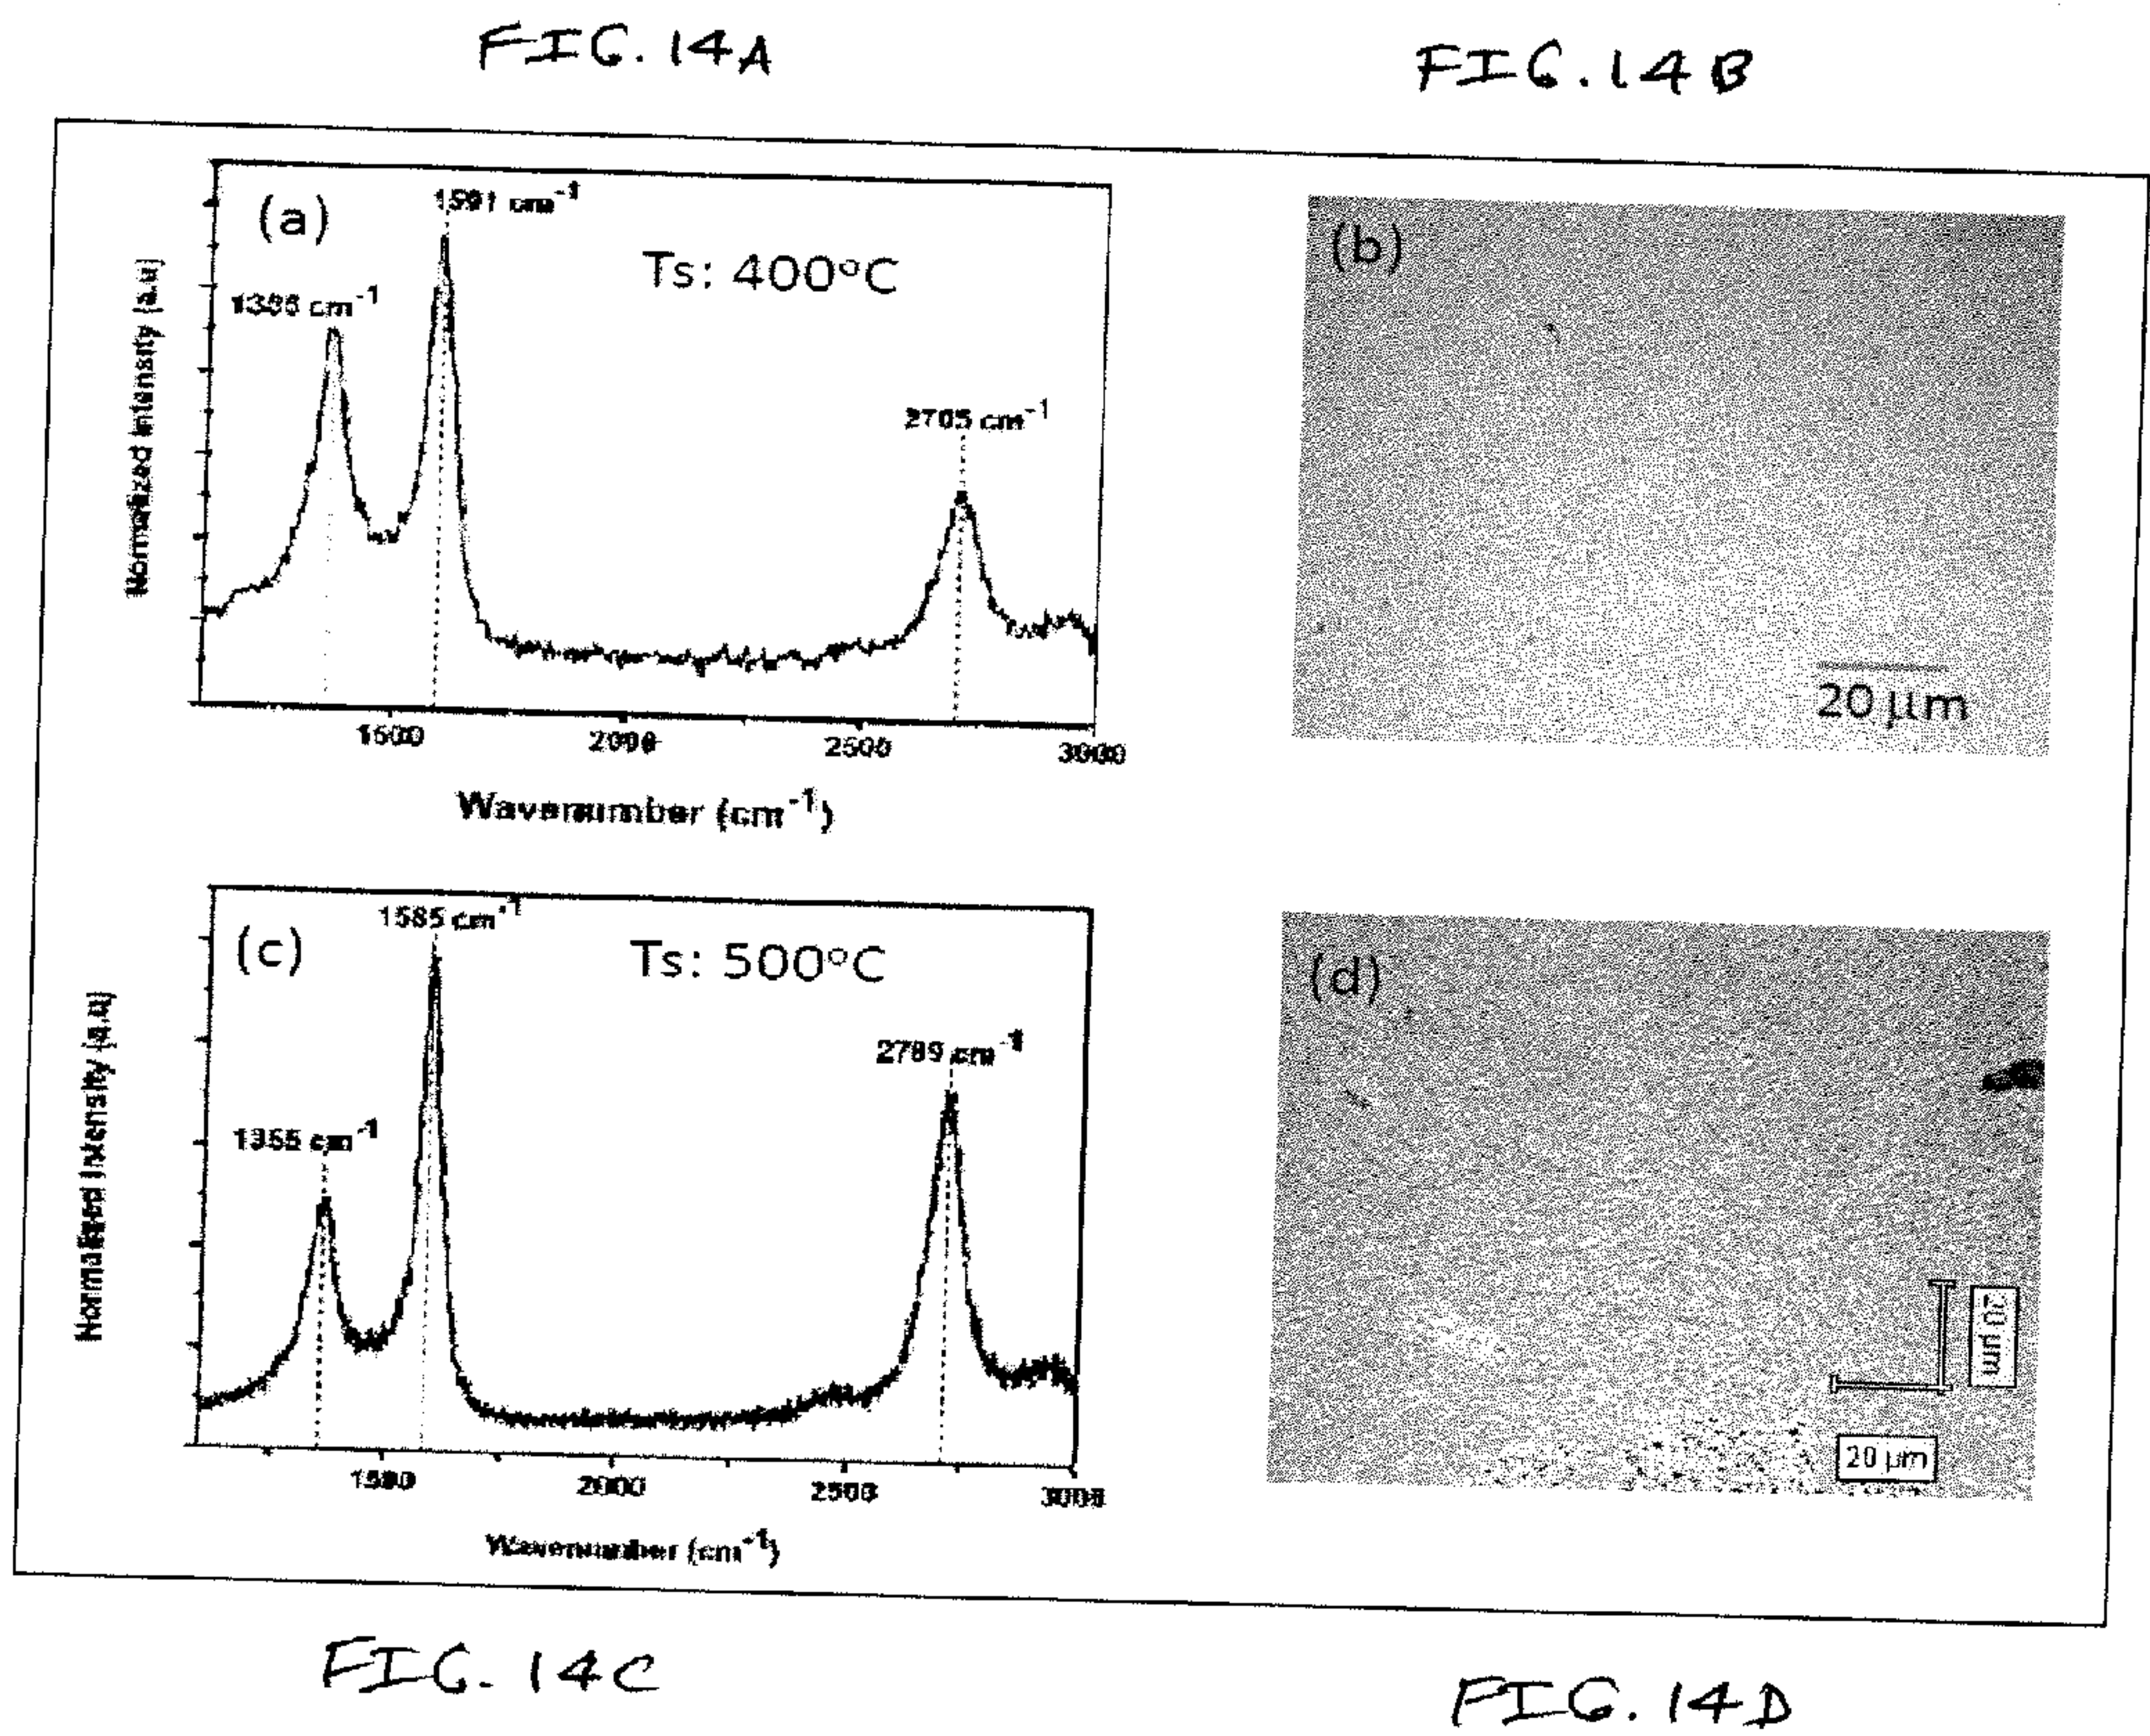 FIG. 14A
FIG. 14B
(a)
1591 cm-1
Ts: 400°C
cm-1
2705 cm-1
Normalized Intensity (a.u)
1500
2000
2500
3000
Wavenumber (cm-1)
(b)
20 µm
(c)
1585 cm-1
Ts: 500°C
1355 cm-1
cm-1
Normalized Intensity (a.u)
1500
2000
2500
3000
Wavenumber (cm-1)
(d)
20 µm
20 µm
FIG. 14C
FIG. 14D